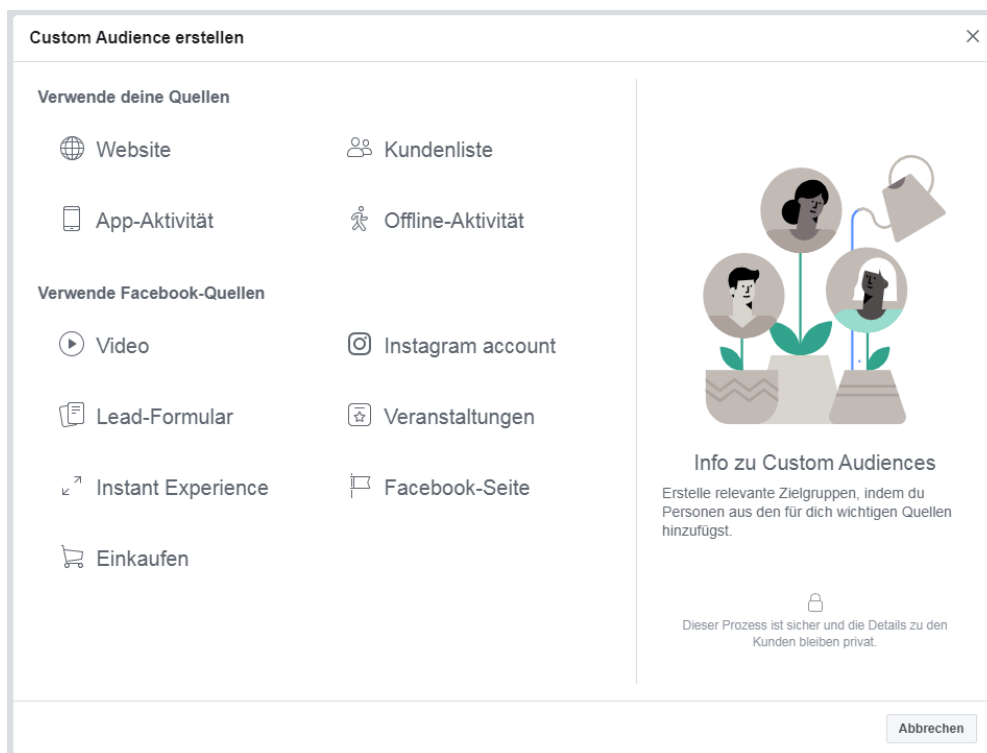 Custom Audience erstellen
Verwende deine Quellen
Website
Kundenliste
App-Aktivität
Offline-Aktivität
Verwende Facebook-Quellen
Video
Instagram account
Lead-Formular
Veranstaltungen
Instant Experience
Facebook-Seite
Einkaufen
Info zu Custom Audiences
Erstelle relevante Zielgruppen, indem du
Personen aus den für dich wichtigen Quellen
hinzufügst.
Dieser Prozess ist sicher und die Details zu den
Kunden bleiben privat.
Abbrechen